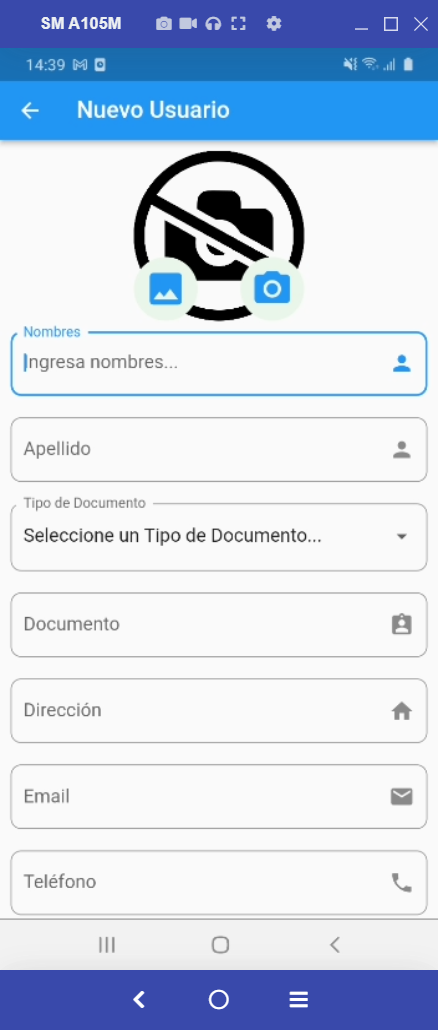 SM A105M
14:39
Nuevo Usuario
Nombres
Ingresa nombres...
Apellido
Tipo de Documento
Seleccione un Tipo de Documento...
Documento
Dirección
Email
Teléfono